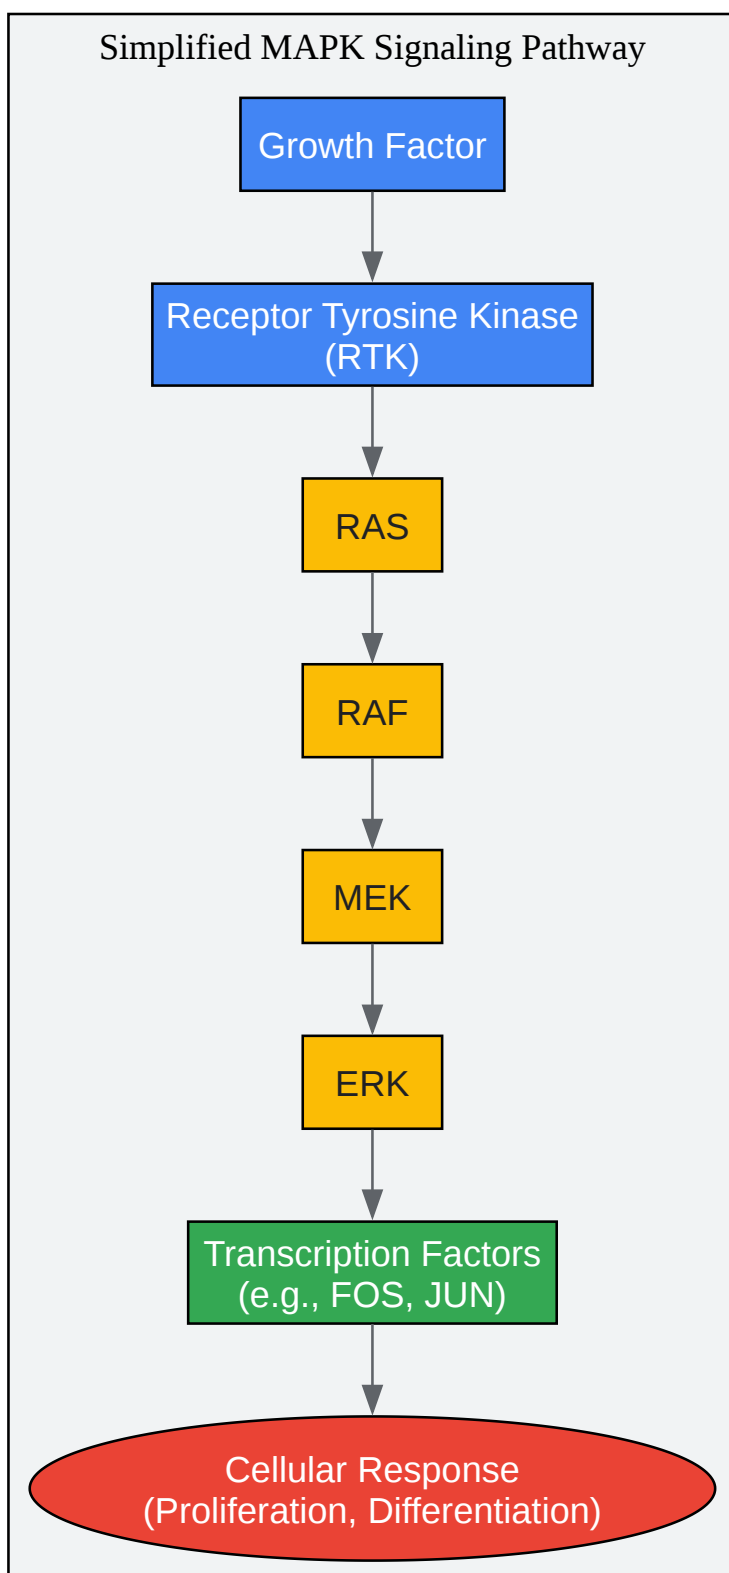 Simplified MAPK Signaling Pathway
Growth Factor
Receptor Tyrosine Kinase
(RTK)
RAS
RAF
MEK
ERK
Transcription Factors
(e.g., FOS, JUN)
Cellular Response
(Proliferation, Differentiation)